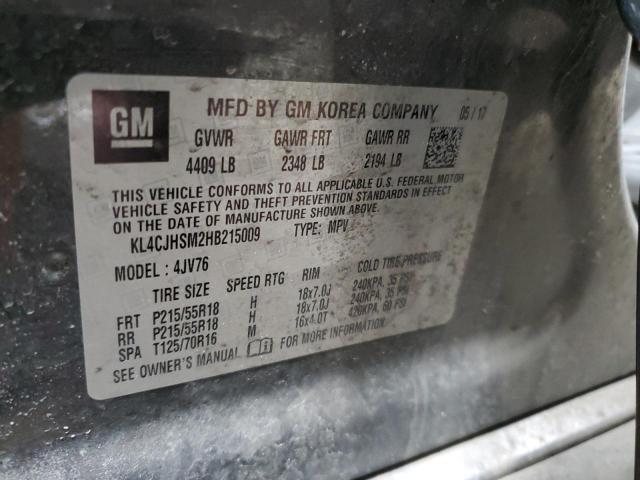 GM MFD BY GM KOREA COMPANY 05 / 17
GVWR GAWR FRT GAWR RR
4409 LB 2348 LB 2194 LB
THIS VEHICLE CONFORMS TO ALL APPLICABLE U.S. FEDERAL MOTOR
VEHICLE SAFETY AND THEFT PREVENTION STANDARDS IN EFFECT
ON THE DATE OF MANUFACTURE SHOWN ABOVE.
KL4CJHSM2HB215009 TYPE: MPV
MODEL : 4JV76
TIRE SIZE SPEED RTG RIM COLD TIRE PRESSURE
FRT P215/55R18 H 18x7.0J 240KPA, 35 PSI
RR P215/55R18 H 18x7.0J 240KPA, 35 PSI
SPA T125/70R16 M 16x4.0T 420KPA, 60 PSI
SEE OWNER'S MANUAL FOR MORE INFORMATION.